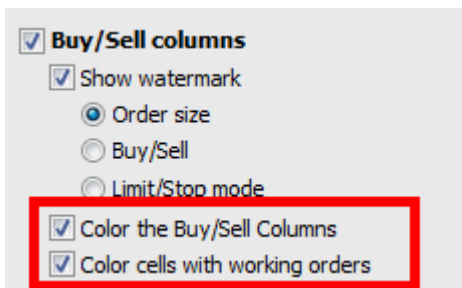 Buy/Sell columns
Show watermark
Order size
Buy/Sell
Limit/Stop mode
Color the Buy/Sell Columns
Color cells with working orders